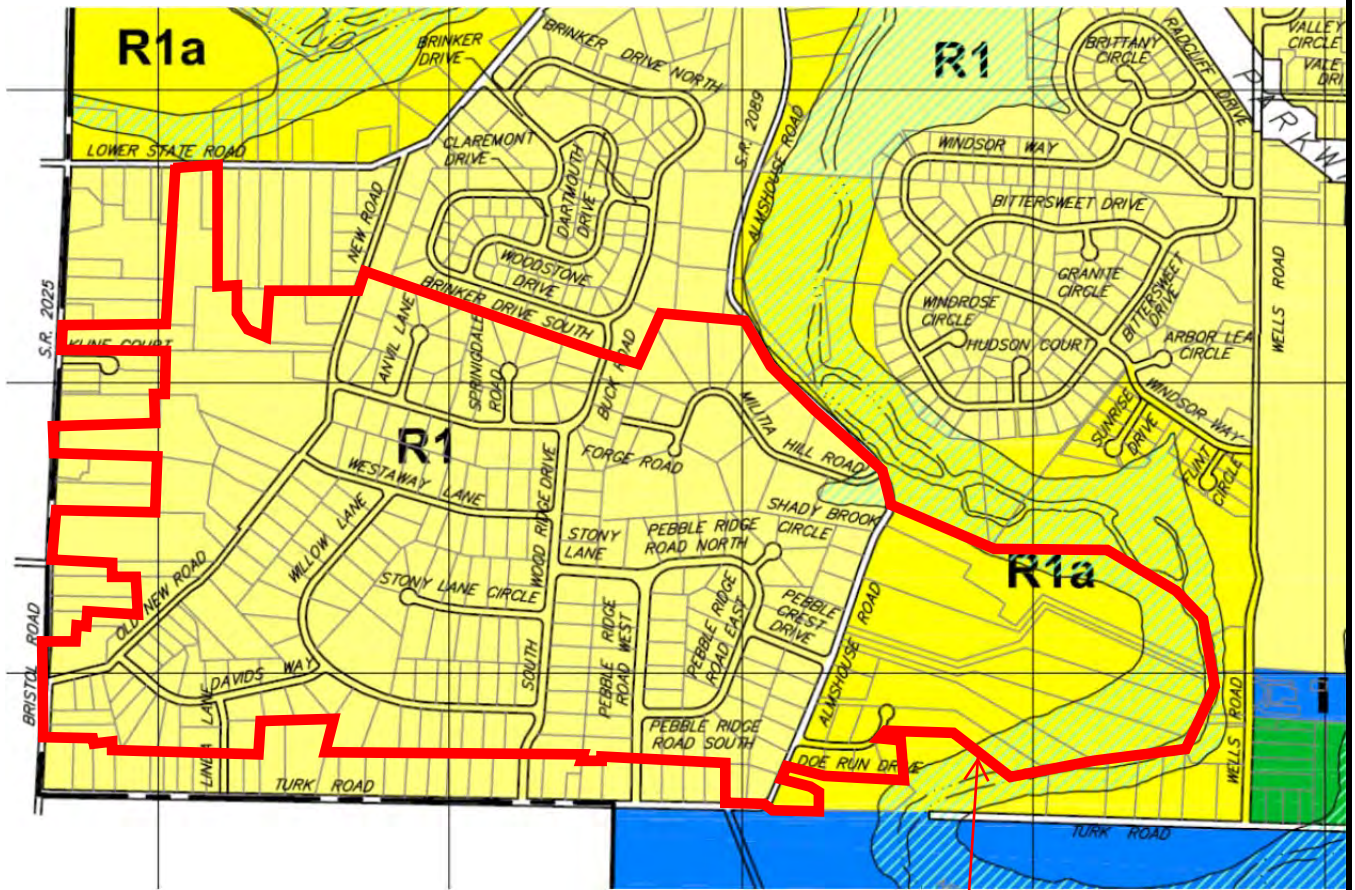 R1a
BRINKER
DRIVE
BRINKER DRIVE NORTH
S.R. 2089
ALMSHOUSE ROAD
R1
BRITTANY
CIRCLE
RADCLIFF DRIVE
VALLEY
CIRCLE
VALE
DRI
PARKW
LOWER STATE ROAD
CLAREMONT
DRIVE
DARTMOUTH
DRIVE
WINDSOR WAY
BITTERSWEET DRIVE
NEW ROAD
WOODSTONE
DRIVE
BRINKER DRIVE SOUTH
GRANITE
CIRCLE
BITTERSWEET
DRIVE
WELLS ROAD
S.R. 2025
KLINE COURT
ANVIL LANE
SPRINIGDALE
ROAD
BUCK ROAD
WINDROSE
CIRCLE
HUDSON COURT
ARBOR LEA
CIRCLE
WINDSOR WAY
SUNRISE
DRIVE
FLINT
CIRCLE
R1
MILITIA
HILL ROAD
FORGE ROAD
WESTAWAY LANE
WILLOW LANE
WOOD RIDGE DRIVE
SOUTH
SHADY BROOK
CIRCLE
STONY
LANE
PEBBLE RIDGE
ROAD NORTH
R1a
OLD NEW ROAD
STONY LANE CIRCLE
PEBBLE RIDGE
ROAD WEST
PEBBLE RIDGE
ROAD EAST
PEBBLE
CREST
DRIVE
ALMSHOUSE ROAD
BRISTOL ROAD
DAVIDS WAY
LINDA LANE
PEBBLE RIDGE
ROAD SOUTH
DOE RUN DRIVE
WELLS ROAD
TURK ROAD
TURK ROAD